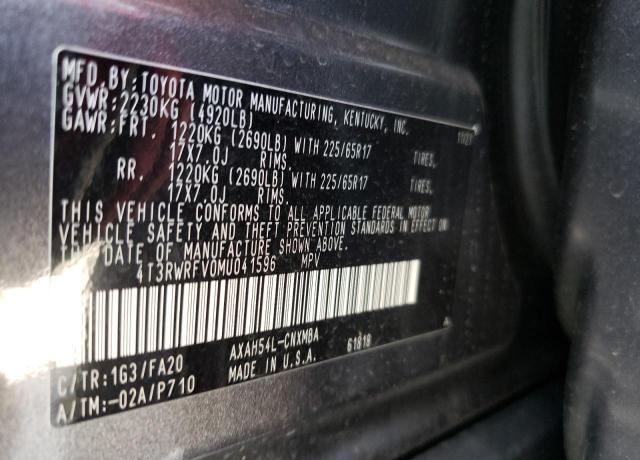 MFD. BY: TOYOTA MOTOR MANUFACTURING, KENTUCKY, INC.
GVWR: 2230KG (4920LB)
GAWR: FRT. 1220KG (2690LB) WITH 225/65R17 TIRES,
17X7.0J RIMS.
RR. 1220KG (2690LB) WITH 225/65R17 TIRES,
17X7.0J RIMS.
THIS VEHICLE CONFORMS TO ALL APPLICABLE FEDERAL MOTOR
VEHICLE SAFETY AND THEFT PREVENTION STANDARDS IN EFFECT ON
THE DATE OF MANUFACTURE SHOWN ABOVE.
4T3RWRFV0MU041596 MPV
C/TR: 1G3/FA20 AXAH54L-CNXMBA 61818
A/TM: -02A/P710 MADE IN U.S.A.